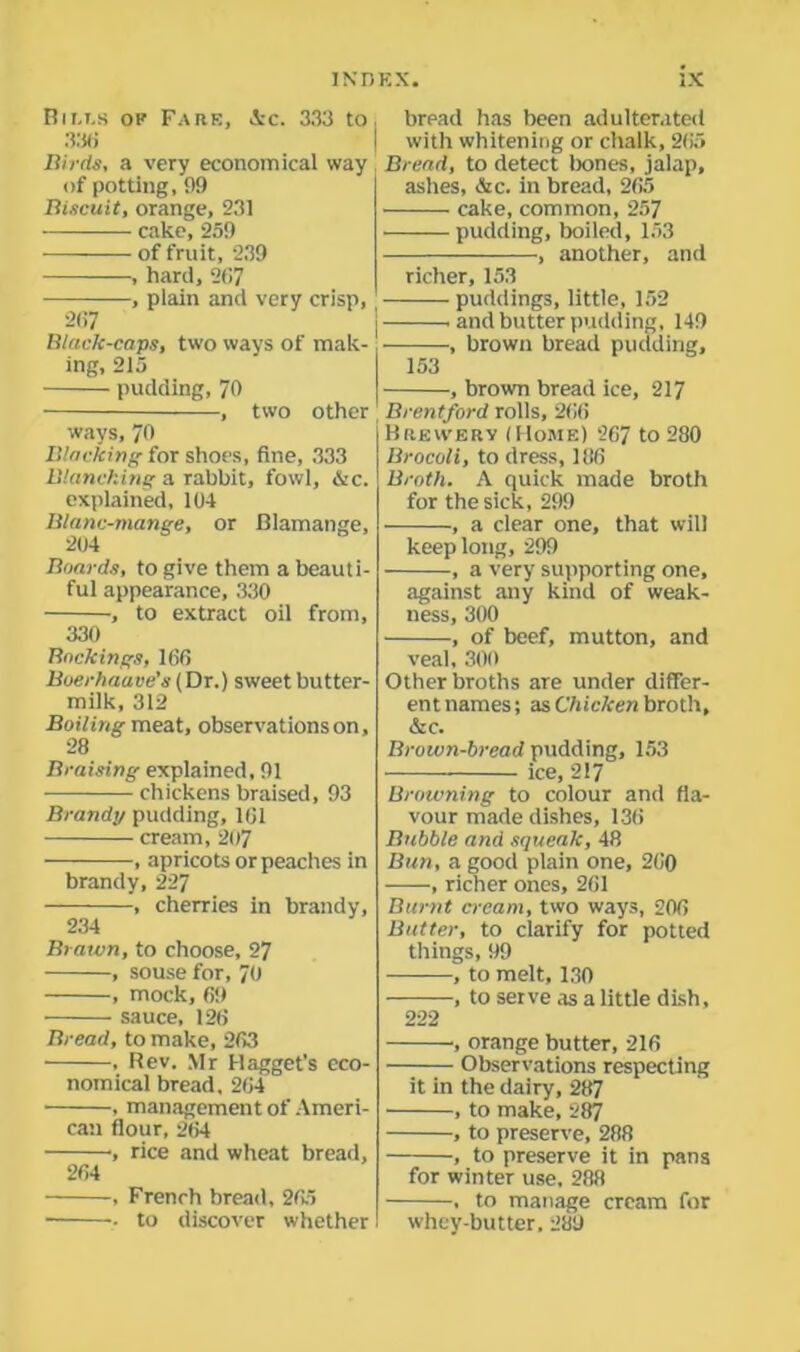 INDEX. ix
BILLS OF FARE, &c. 333 to
336
Birds, a very economical way
of potting, 99
Biscuit, orange, 231
——— cake, 259
——— of fruit, 239
———, hard, 267
———, plain and very crisp,
267
Black-caps, two ways of mak-
ing, 215
——— pudding, 70
———, two other
ways, 70
Blacking for shoes, fine, 333
Blanching a rabbit, fowl, &c.
explained, 104
Blanc-mange, or Blamange,
204
Boards, to give them a beauti-
ful appearance, 330
———, to extract oil from,
330
Bockings, 166
Boerhaave's (Dr.) sweet butter-
milk, 312
Boiling meat, observations on,
28
Braising explained, 91
——— chickens braised, 93
Brandy pudding, 161
——— cream, 207
———, apricots or peaches in
brandy, 227
———, cherries in brandy,
234
Brawn, to choose, 27
———, souse for, 70
———, mock, 69
——— sauce, 126
Bread, to make, 263
———, Rev. Mr Hagget's eco-
nomical bread, 264
———, management of Ameri-
can flour, 264
———, rice and wheat bread,
264
———, French bread, 265
———. to discover whether
bread has been adulterated
with whitening or chalk, 265
Bread, to detect bones, jalap,
ashes, &c. in bread, 265
——— cake, common, 257
——— pudding, boiled, 153
———, another, and
richer, 153
——— puddings, little, 152
——— and butter pudding, 149
———, brown bread pudding,
153
———, brown bread ice, 217
Brentford rolls, 266
BREWERY (HOME) 267 to 280
Brocoli, to dress, 186
Broth. A quick made broth
for the sick, 299
———, a clear one, that will
keep long, 299
———, a very supporting one,
against any kind of weak-
ness, 300
———, of beef, mutton, and
veal, 300
Other broths are under differ-
ent names; as Chicken broth,
&c.
Brown-bread pudding, 153
——— ice, 217
Browning to colour and fla-
vour made dishes, 136
Bubble and squeak, 48
Bun, a good plain one, 260
———, richer ones, 261
Burnt cream, two ways, 206
Butter, to clarify for potted
things, 99
———, to melt, 130
———, to serve as a little dish,
222
———, orange butter, 216
——— Observations respecting
it in the dairy, 287
———, to make, 287
———, to preserve, 288
———, to preserve it in pans
for winter use, 288
———, to manage cream for
whey-butter, 289